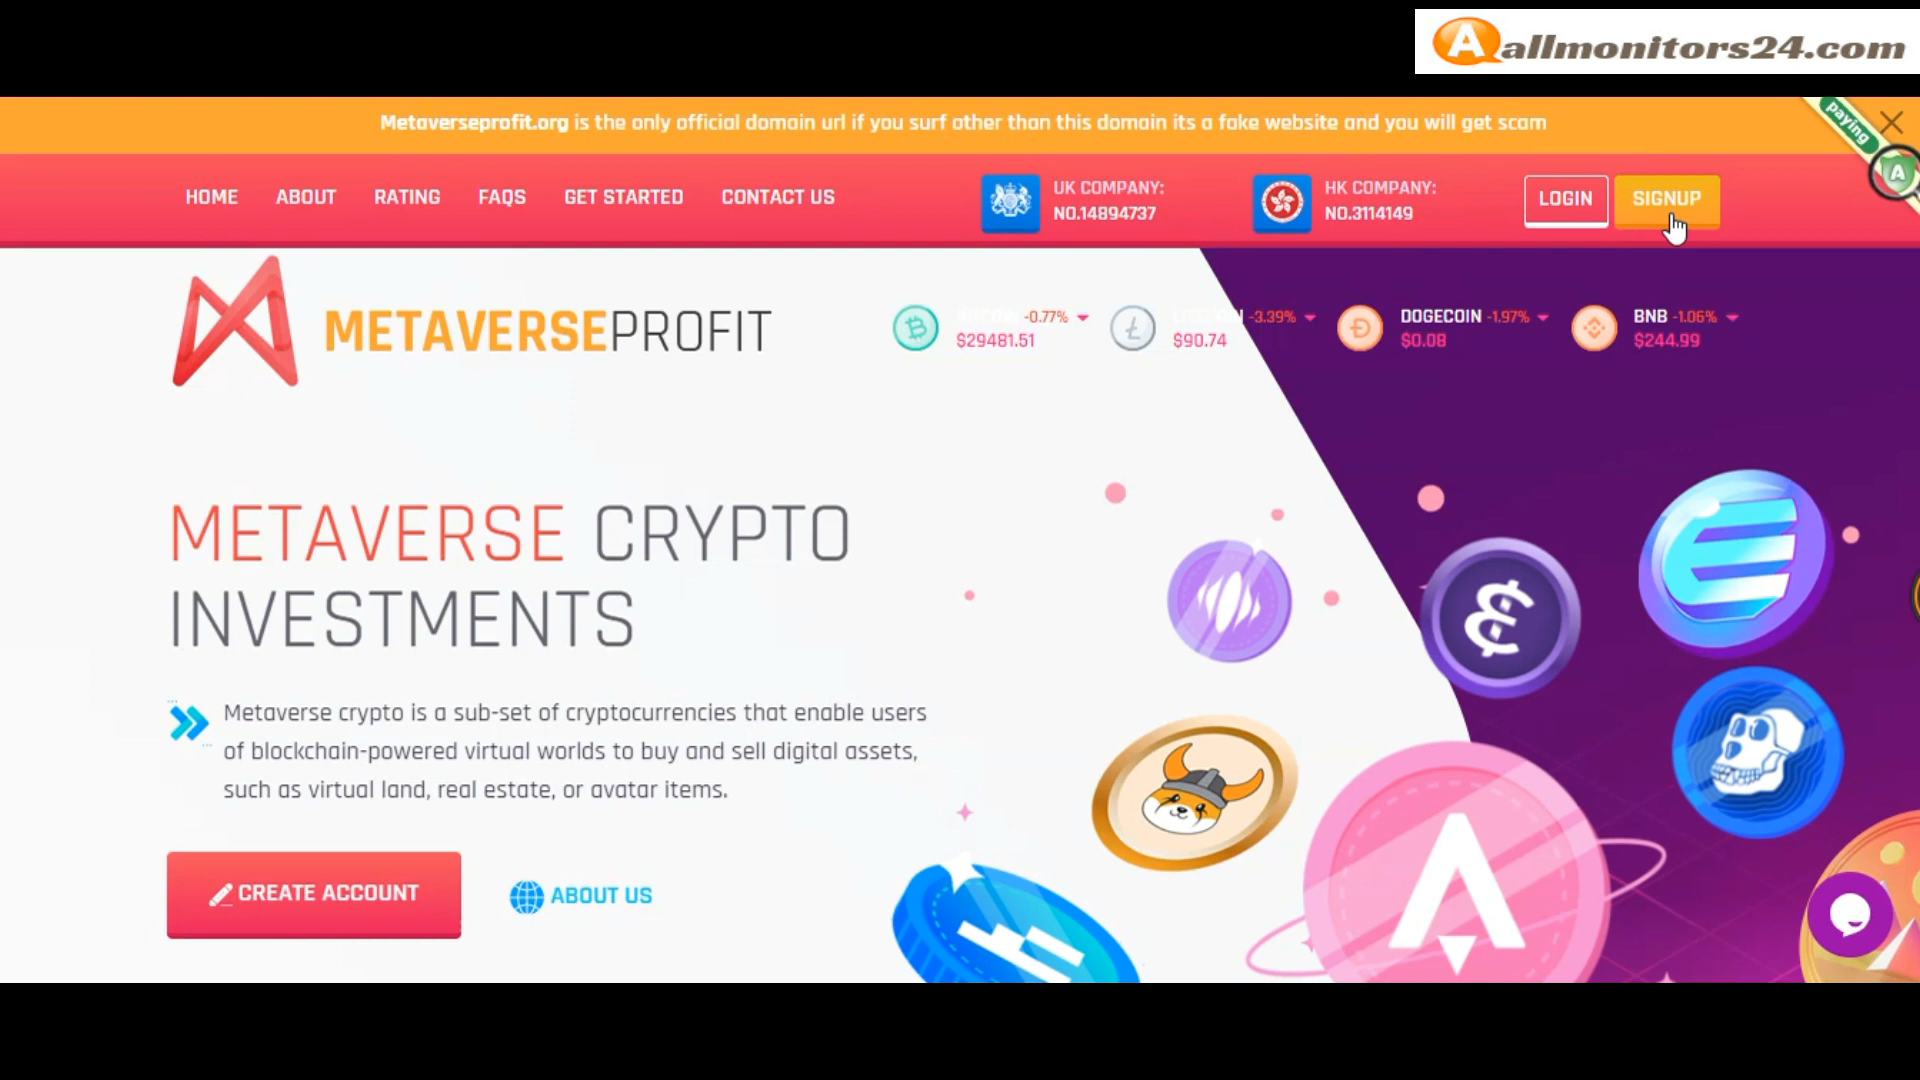 allmonitors24.com
Metaverseprofit.org is the only official domain url if you surf other than this domain its a fake website and you will get scam
paying
HOME ABOUT RATING FAQS GET STARTED CONTACT US
UK COMPANY:
NO.14894737
HK COMPANY:
NO.3114149
LOGIN
SIGNUP
METAVERSEPROFIT
-0.77%
$29481.51
-3.39%
$90.74
DOGECOIN -1.97%
$0.08
BNB -1.06%
$244.99
METAVERSE CRYPTO
INVESTMENTS
Metaverse crypto is a sub-set of cryptocurrencies that enable users
of blockchain-powered virtual worlds to buy and sell digital assets,
such as virtual land, real estate, or avatar items.
CREATE ACCOUNT
ABOUT US